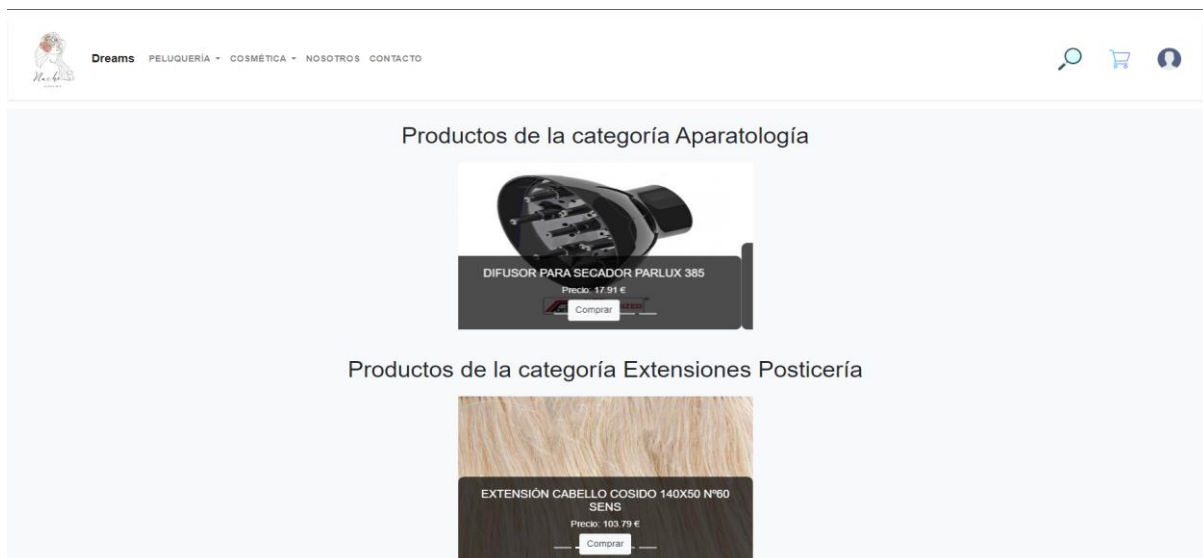 Dreams PELUQUERÍA COSMÉTICA NOSOTROS CONTACTO
Productos de la categoría Aparatología
DIFUSOR PARA SECADOR PARLUX 385
Precio: 17.91 €
Comprar
Productos de la categoría Extensiones Posticería
EXTENSIÓN CABELLO COSIDO 140X50 Nº60
SENS
Precio: 103.79 €
Comprar